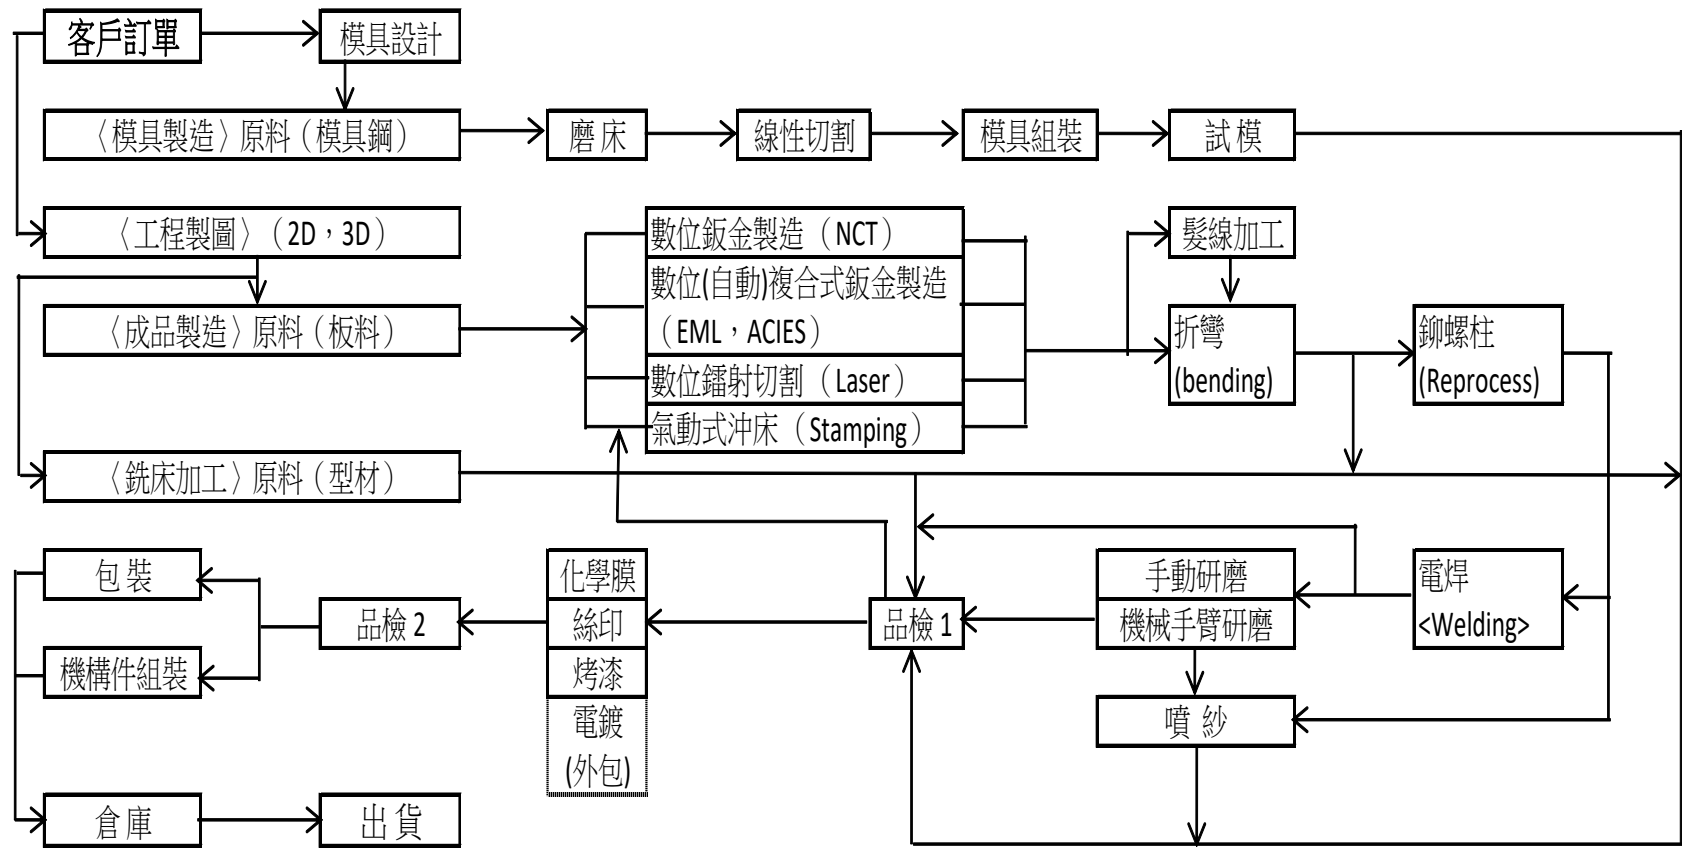 客戶訂單
模具設計
〈模具製造〉原料（模具鋼）
磨床
線性切割
模具組裝
試模
〈工程製圖〉（2D，3D）
〈成品製造〉原料（板料）
〈銑床加工〉原料（型材）
數位鈑金製造（NCT）
數位(自動)複合式鈑金製造
（EML，ACIES）
數位鐳射切割（Laser）
氣動式沖床（Stamping）
髮線加工
折彎
(bending)
鉚螺柱
(Reprocess)
電焊
<Welding>
手動研磨
機械手臂研磨
噴紗
品檢1
化學膜
絲印
烤漆
電鍍
(外包)
品檢2
包裝
機構件組裝
倉庫
出貨